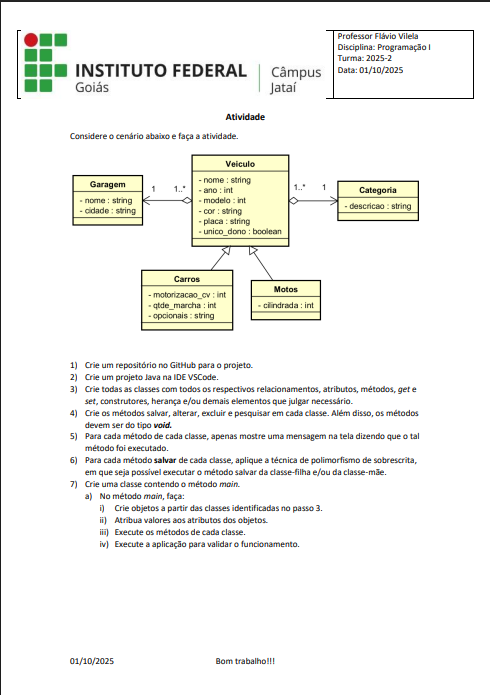 INSTITUTO FEDERAL
Goiás
Câmpus
Jataí
Professor Flávio Vilela
Disciplina: Programação I
Turma: 2025-2
Data: 01/10/2025
Atividade
Considere o cenário abaixo e faça a atividade.
Garagem
- nome : string
- cidade : string
1
1..*
Veiculo
- nome : string
- ano : int
- modelo : int
- cor : string
- placa : string
- unico_dono : boolean
1..*
1
Categoria
- descricao : string
Carros
- motorizacao_cv : int
- qtde_marcha : int
- opcionais : string
Motos
- cilindrada : int
1) Crie um repositório no GitHub para o projeto.
2) Crie um projeto Java na IDE VSCode.
3) Crie todas as classes com todos os respectivos relacionamentos, atributos, métodos, get e
set, construtores, herança e/ou demais elementos que julgar necessário.
4) Crie os métodos salvar, alterar, excluir e pesquisar em cada classe. Além disso, os métodos
devem ser do tipo void.
5) Para cada método de cada classe, apenas mostre uma mensagem na tela dizendo que o tal
método foi executado.
6) Para cada método salvar de cada classe, aplique a técnica de polimorfismo de sobrescrita,
em que seja possível executar o método salvar da classe-filha e/ou da classe-mãe.
7) Crie uma classe contendo o método main.
a) No método main, faça:
i) Crie objetos a partir das classes identificadas no passo 3.
ii) Atribua valores aos atributos dos objetos.
iii) Execute os métodos de cada classe.
iv) Execute a aplicação para validar o funcionamento.
01/10/2025
Bom trabalho!!!